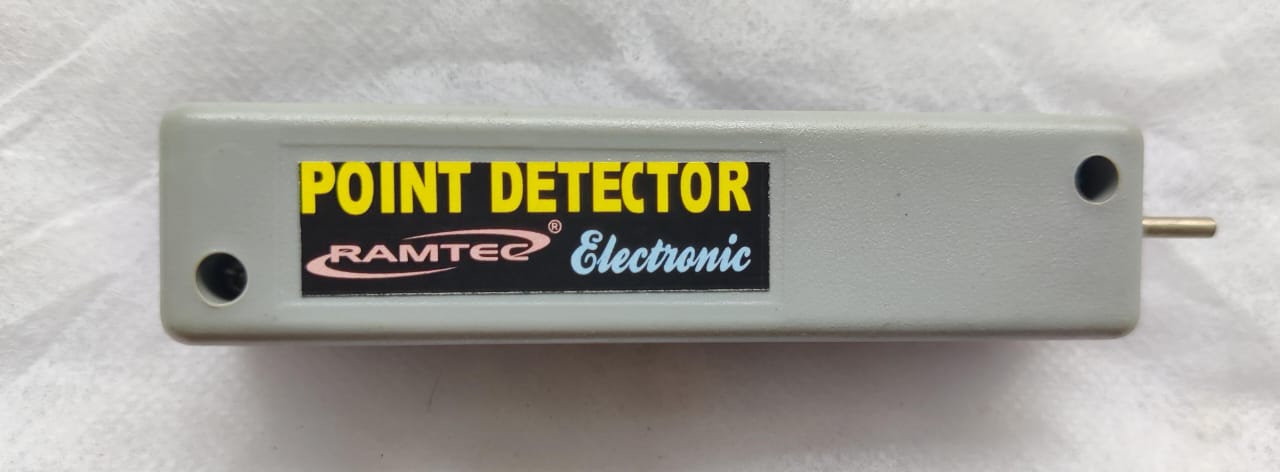 POINT DETECTOR
RAMTEC® Electronic